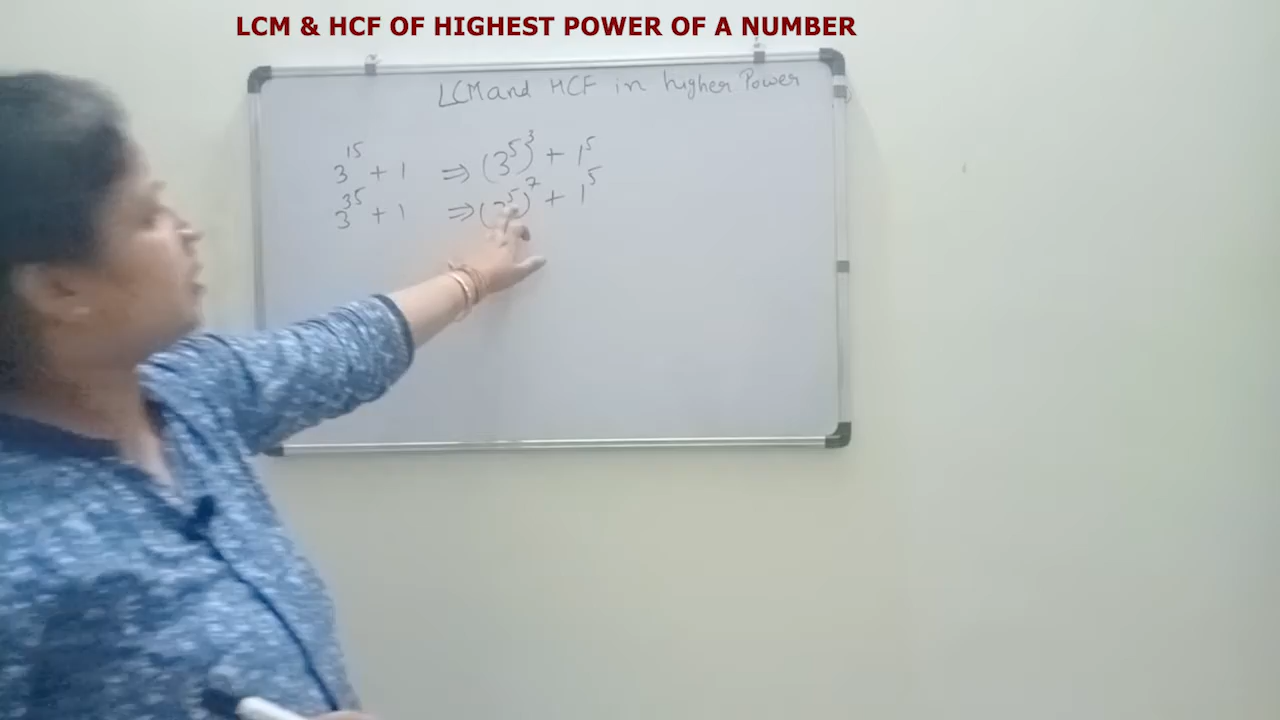 LCM & HCF OF HIGHEST POWER OF A NUMBER
LCM and HCF in higher Power
3^15 + 1 ⇒ (3^5)^3 + 1^5
3^35 + 1 ⇒ (3^5)^7 + 1^5